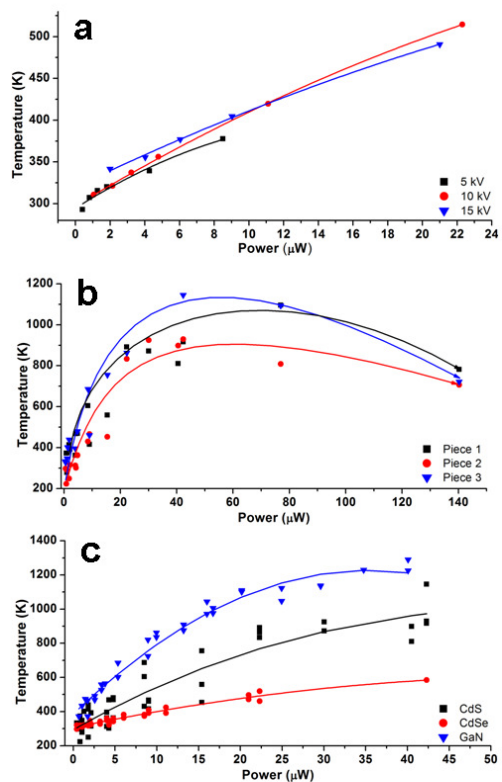 a
Temperature (K)
500
450
400
350
300
0 2 4 6 8 10 12 14 16 18 20 22 24
Power (μW)
5 kV
10 kV
15 kV
b
Temperature (K)
1200
1000
800
600
400
200
0 20 40 60 80 100 120 140
Power (μW)
Piece 1
Piece 2
Piece 3
c
Temperature (K)
1400
1200
1000
800
600
400
200
0 5 10 15 20 25 30 35 40 45 50
Power (μW)
CdS
CdSe
GaN